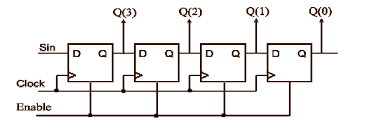 Q(3) Q(2) Q(1) Q(0)
Sin D Q D Q D Q D Q
Clock
Enable